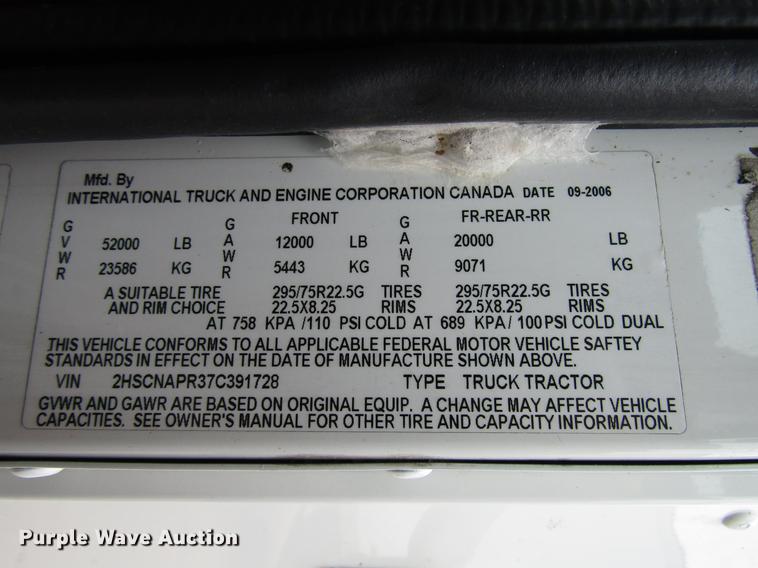 Mfd. By
INTERNATIONAL TRUCK AND ENGINE CORPORATION CANADA DATE 09-2006
GVWR 52000 LB GAWR FRONT 12000 LB GAWR FR-REAR-RR 20000 LB
23586 KG 5443 KG 9071 KG
A SUITABLE TIRE 295/75R22.5G TIRES 295/75R22.5G TIRES
AND RIM CHOICE 22.5X8.25 RIMS 22.5X8.25 RIMS
AT 758 KPA /110 PSI COLD AT 689 KPA/ 100 PSI COLD DUAL
THIS VEHICLE CONFORMS TO ALL APPLICABLE FEDERAL MOTOR VEHICLE SAFTEY
STANDARDS IN EFFECT ON THE DATE OF MANUFACTURE SHOWN ABOVE.
VIN 2HSCNAPR37C391728 TYPE TRUCK TRACTOR
GVWR AND GAWR ARE BASED ON ORIGINAL EQUIP. A CHANGE MAY AFFECT VEHICLE
CAPACITIES. SEE OWNER'S MANUAL FOR OTHER TIRE AND CAPACITY INFORMATION.
Purple Wave Auction